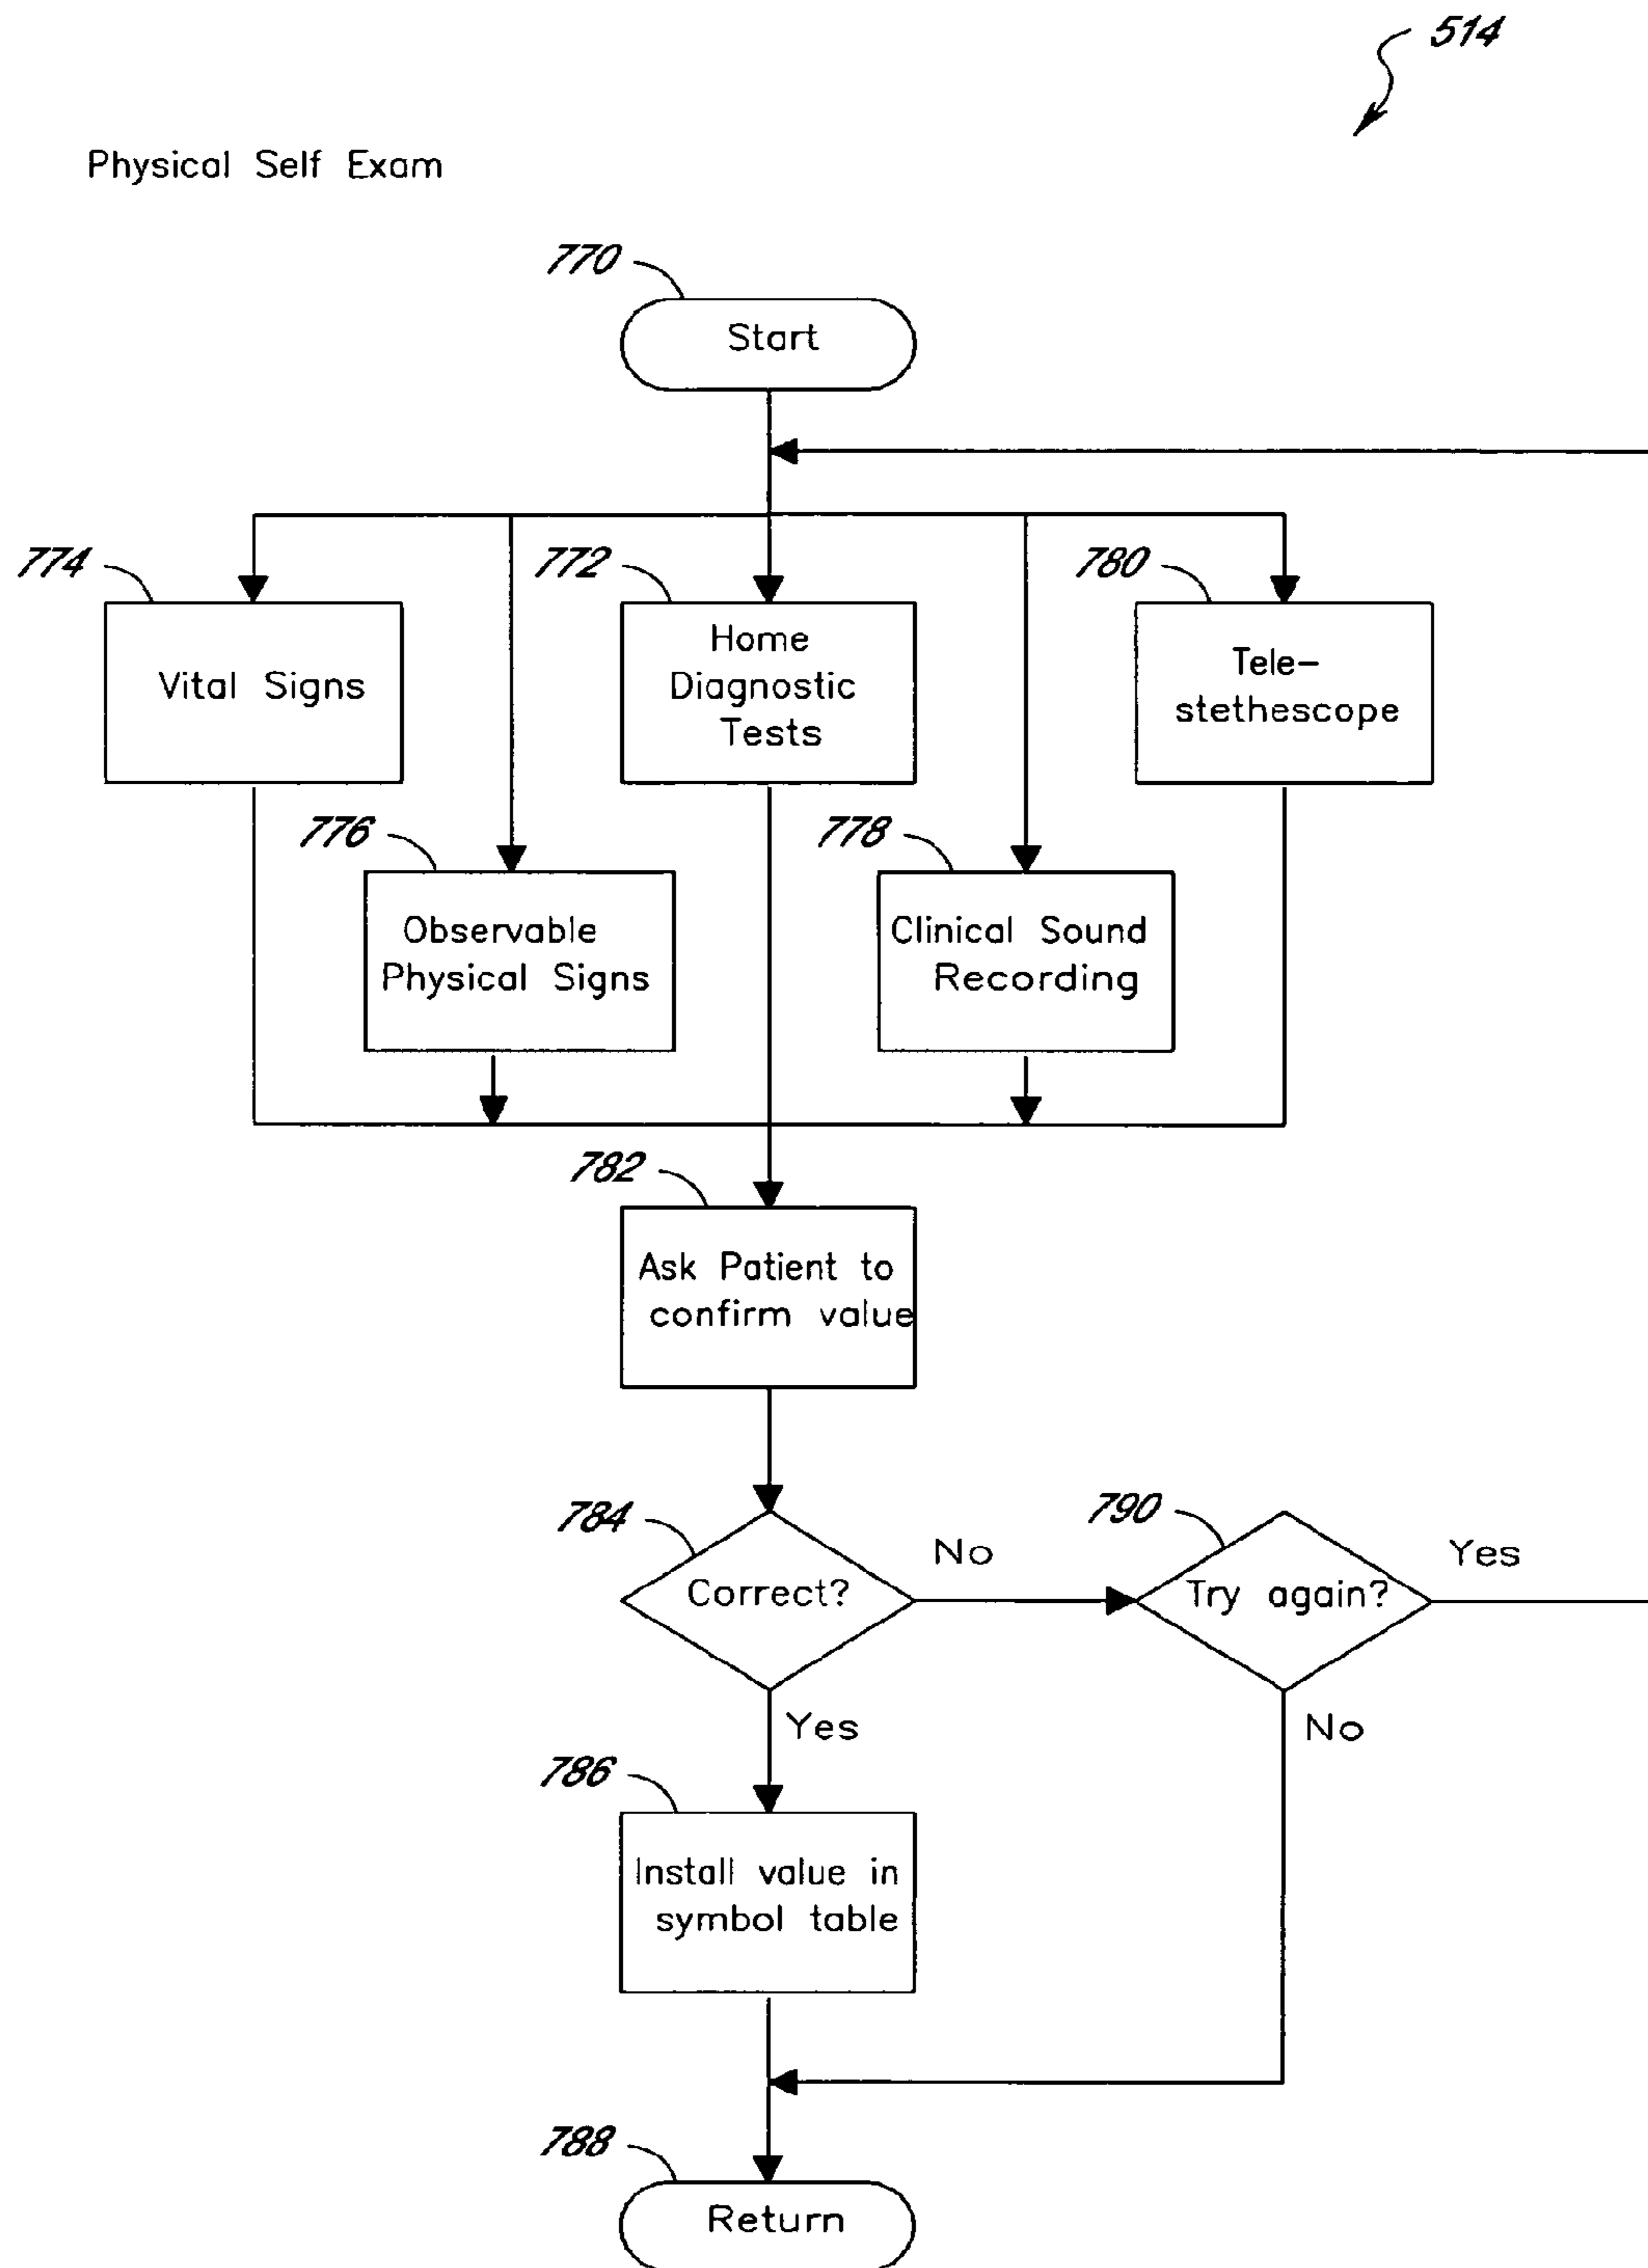 514
Physical Self Exam
770
Start
774
772
780
Vital Signs
Home
Diagnostic
Tests
Tele-
stethescope
776
778
Observable
Physical Signs
Clinical Sound
Recording
782
Ask Patient to
confirm value
784
Correct?
No
790
Try again?
Yes
Yes
No
786
Install value in
symbol table
788
Return